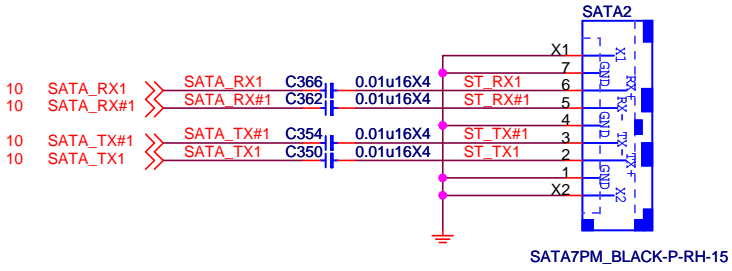 SATA2
X1 X1
7 GND
10 SATA_RX1 SATA_RX1 C366 0.01u16X4 ST_RX1 6 RX+
10 SATA_RX#1 SATA_RX#1 C362 0.01u16X4 ST_RX#1 5 RX-
4 GND
10 SATA_TX#1 SATA_TX#1 C354 0.01u16X4 ST_TX#1 3 TX-
10 SATA_TX1 SATA_TX1 C350 0.01u16X4 ST_TX1 2 TX+
1 GND
X2 X2
SATA7PM_BLACK-P-RH-15